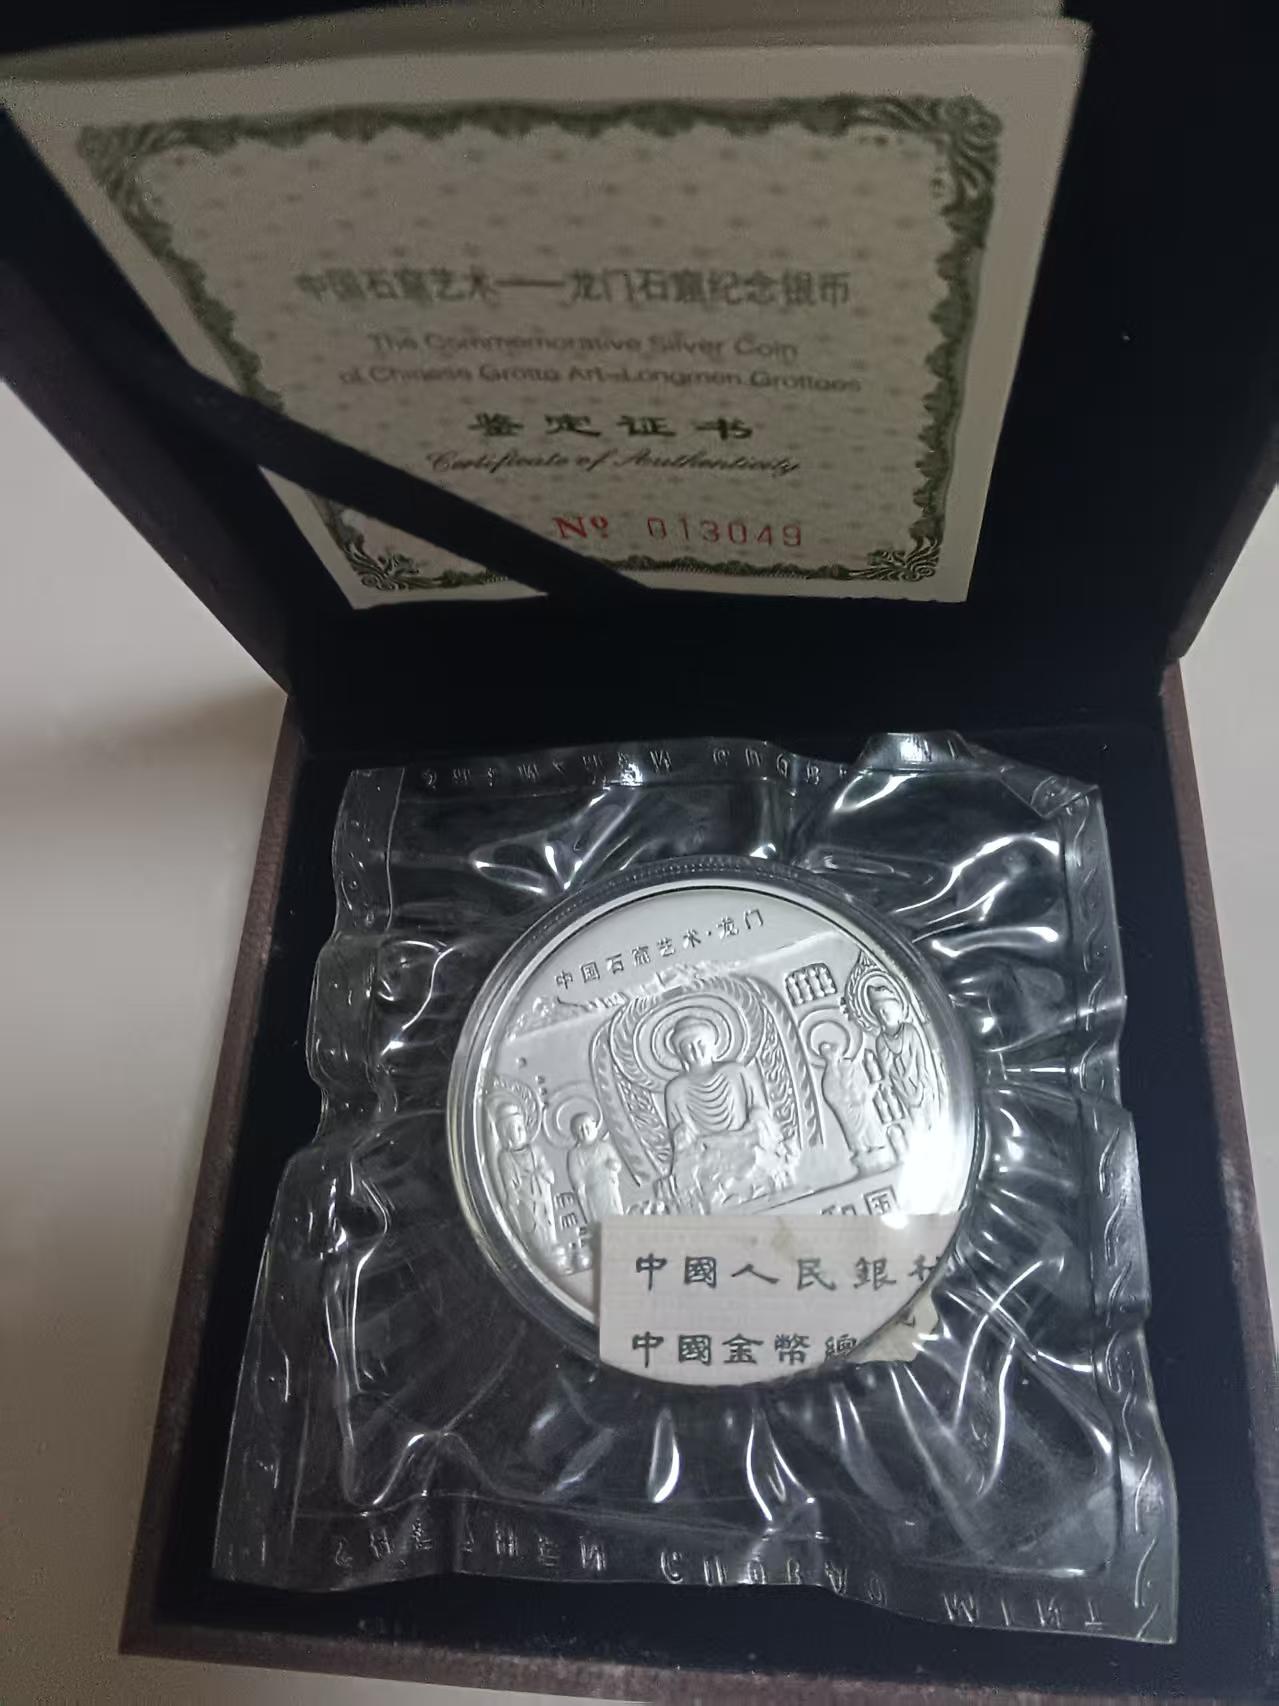 中国石窟艺术——龙门石窟纪念银币
The Commemorative Silver Coin
of Chinese Grotto Art–Longmen Grottoes
鉴定证书
Certificate of Authenticity
Nº 013049
中国石窟艺术·龙门
和国
中國人民銀
中國金幣總